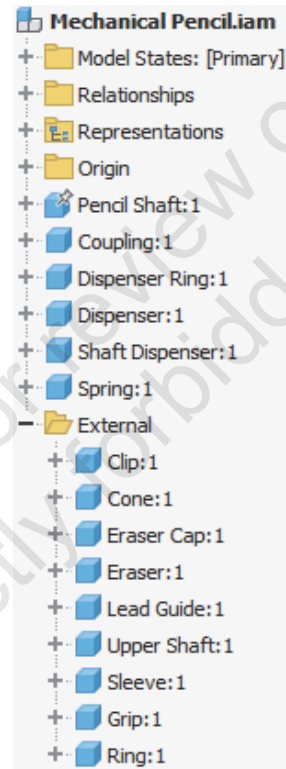 Mechanical Pencil.iam
Model States: [Primary]
Relationships
Representations
Origin
Pencil Shaft:1
Coupling:1
Dispenser Ring:1
Dispenser:1
Shaft Dispenser:1
Spring:1
External
Clip:1
Cone:1
Eraser Cap:1
Eraser:1
Lead Guide:1
Upper Shaft:1
Sleeve:1
Grip:1
Ring:1